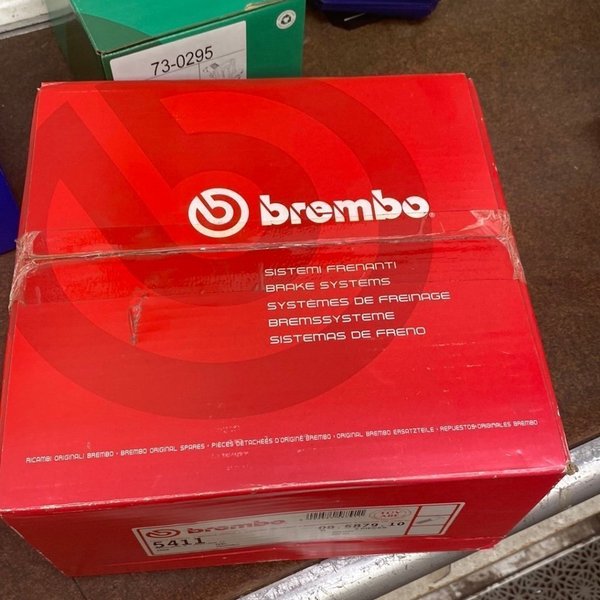 73-0295
brembo
SISTEMI FRENANTI
BRAKE SYSTEMS
SYSTÈMES DE FREINAGE
BREMSSYSTEME
SISTEMAS DE FRENO
RICAMBI ORIGINALI BREMBO • BREMBO ORIGINAL SPARES • PIÈCES DÉTACHÉES D'ORIGINE BREMBO • ORIGINAL BREMBO ERSATZTEILE • REPUESTOS ORIGINALES BREMBO
brembo
5411